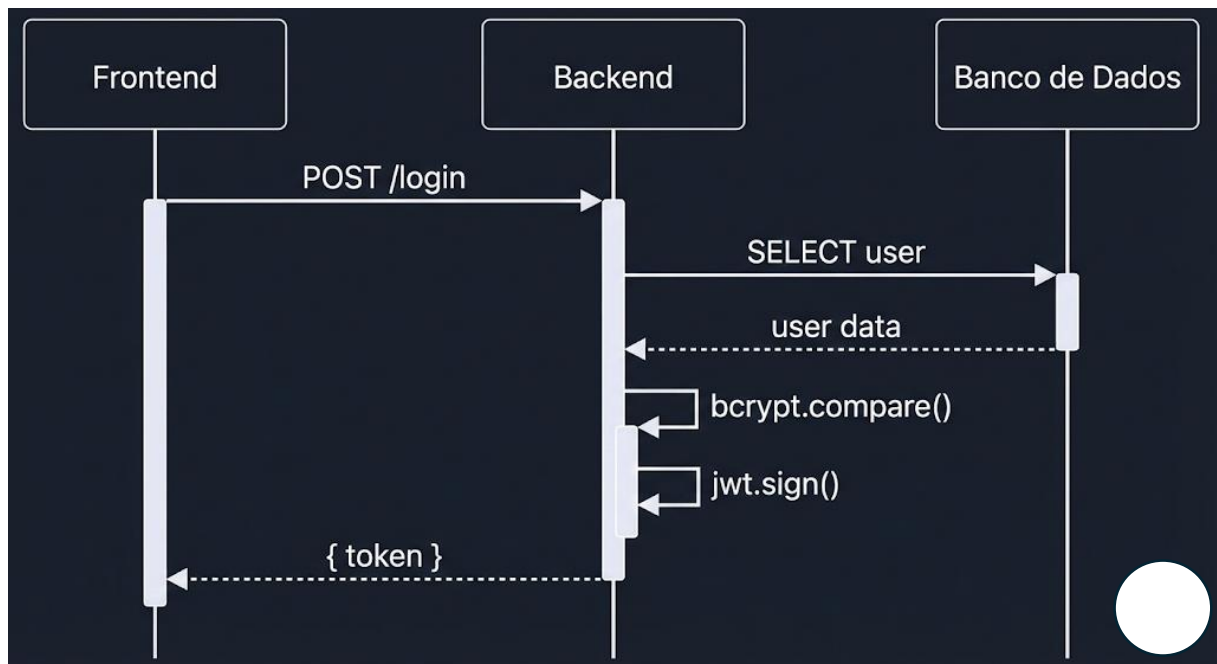 Frontend
Backend
Banco de Dados
POST /login
SELECT user
user data
bcrypt.compare()
jwt.sign()
{ token }